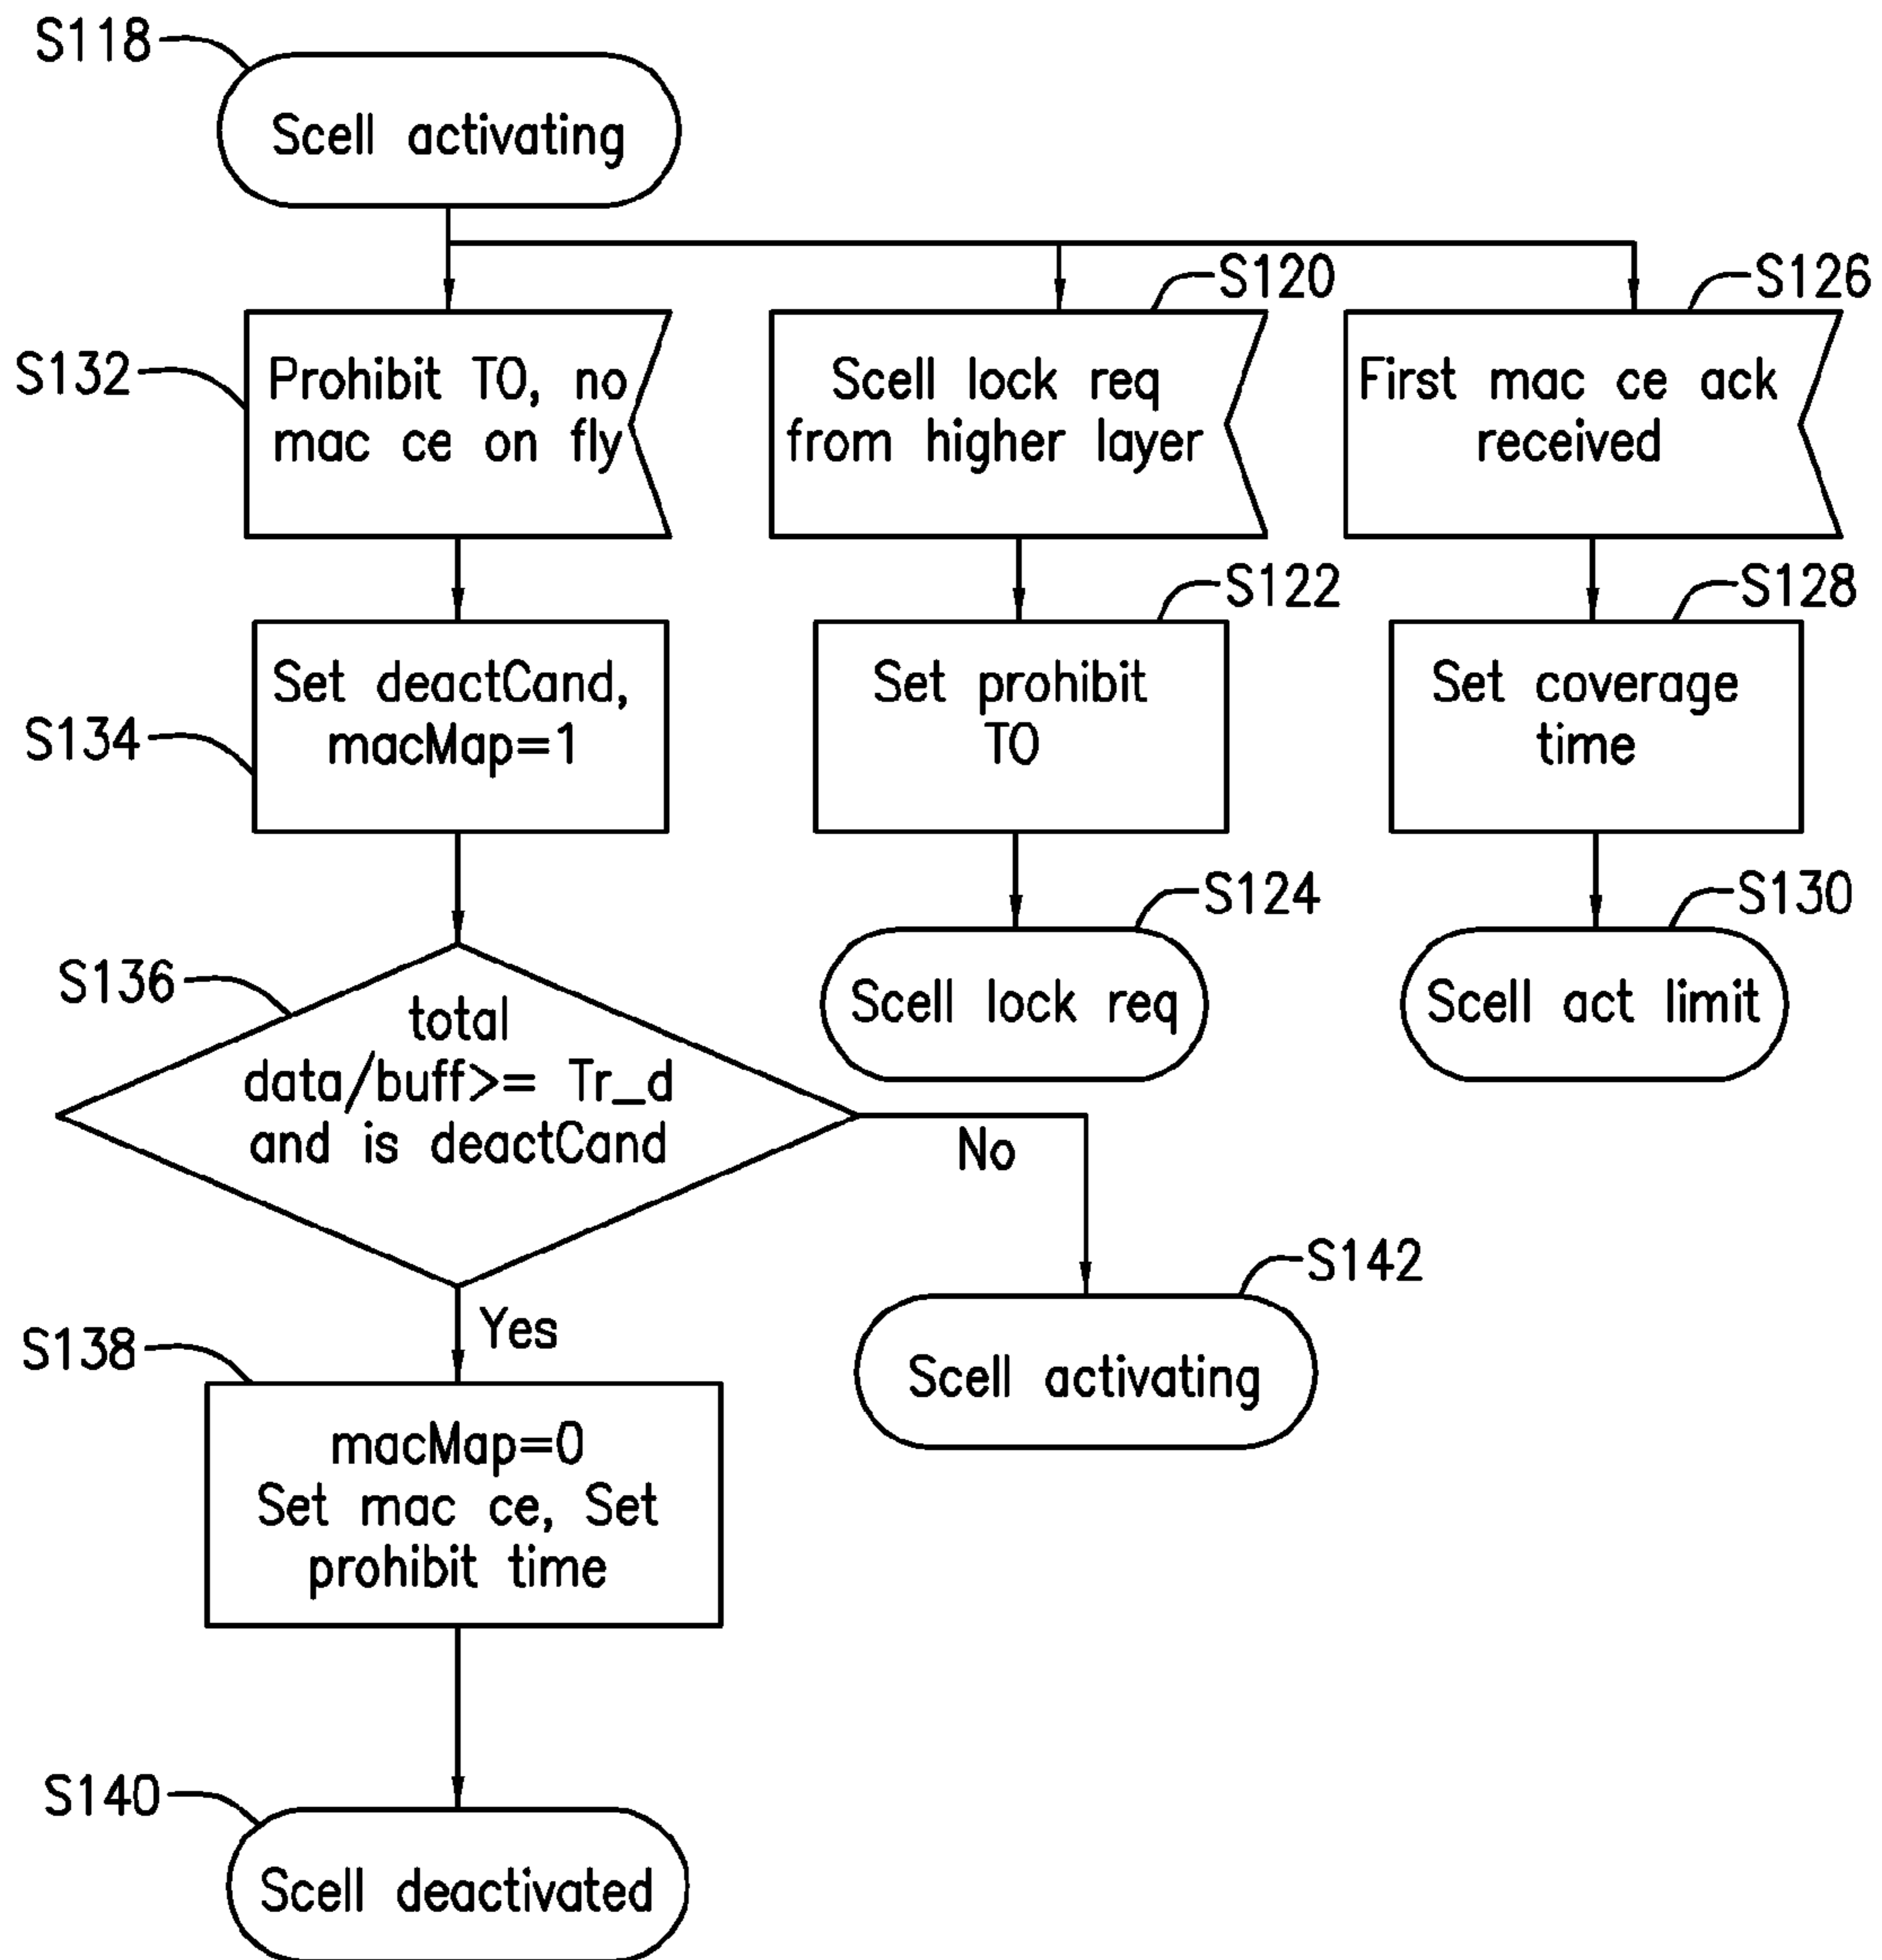 S118
Scell activating
S120
S126
S132
Prohibit TO, no
mac ce on fly
Scell lock req
from higher layer
First mac ce ack
received
S122
S128
S134
Set deactCand,
macMap=1
Set prohibit
TO
Set coverage
time
S124
S130
S136
total
data/buff>= Tr_d
and is deactCand
Scell lock req
Scell act limit
No
S142
Yes
S138
Scell activating
macMap=0
Set mac ce, Set
prohibit time
S140
Scell deactivated